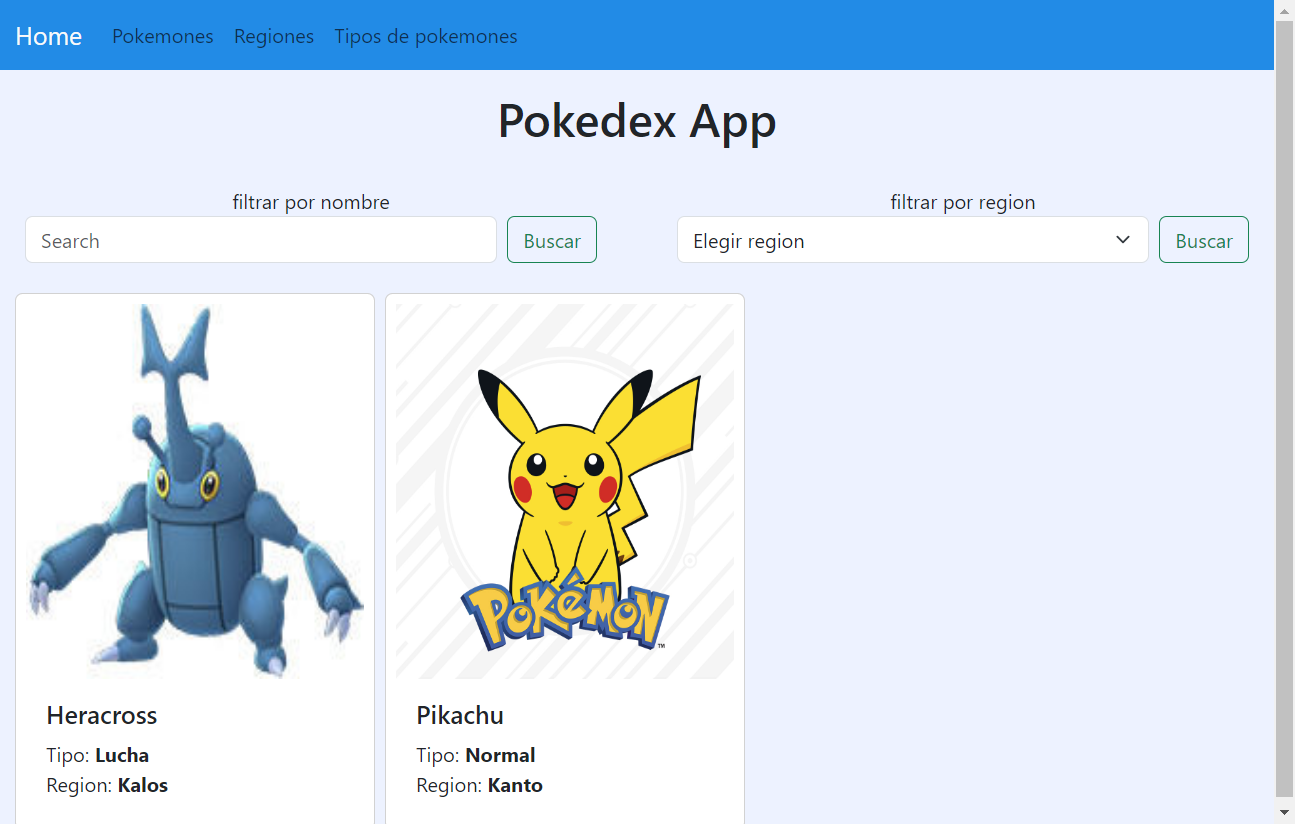 Home Pokemones Regiones Tipos de pokemones
Pokedex App
filtrar por nombre
Search Buscar
filtrar por region
Elegir region Buscar
POKéMON
™
Heracross
Tipo: Lucha
Region: Kalos
Pikachu
Tipo: Normal
Region: Kanto